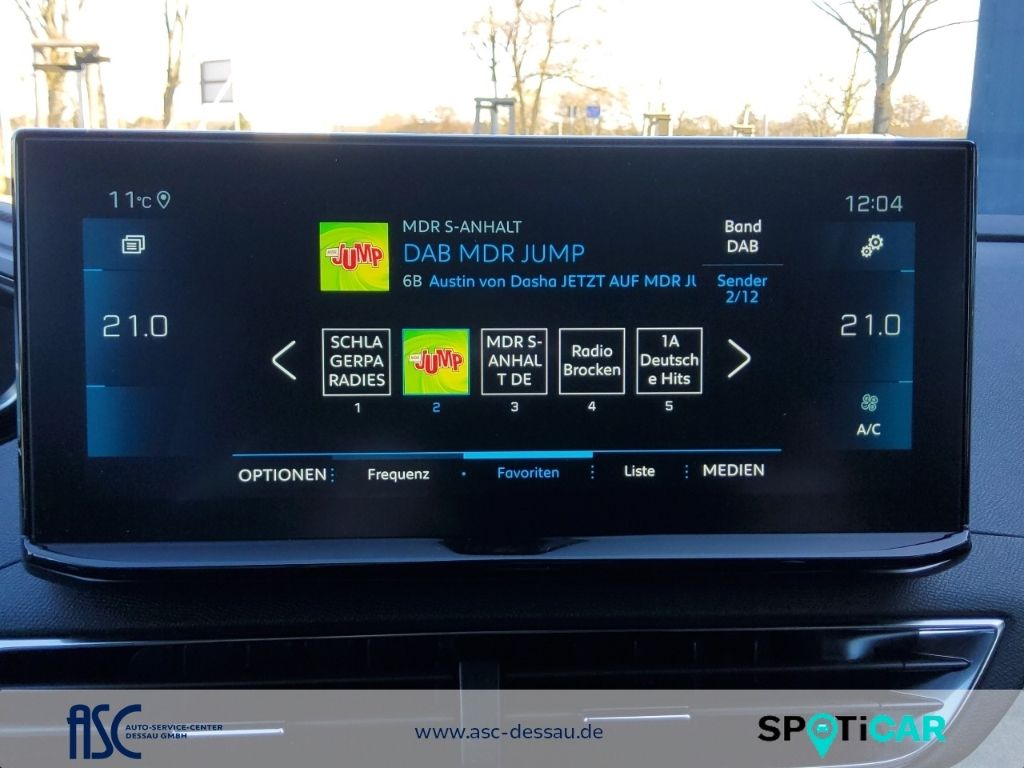 11°C
12:04
MDR S-ANHALT
DAB MDR JUMP
6B Austin von Dasha JETZT AUF MDR JU
Band
DAB
Sender
2/12
MDR JUMP
21.0
21.0
SCHLA
GERPA
RADIES
MDR JUMP
MDR S-
ANHAL
T DE
Radio
Brocken
1A
Deutsch
e Hits
1
2
3
4
5
A/C
OPTIONEN
Frequenz
Favoriten
Liste
MEDIEN
ASC
AUTO-SERVICE-CENTER
DESSAU GMBH
www.asc-dessau.de
SPOTiCAR